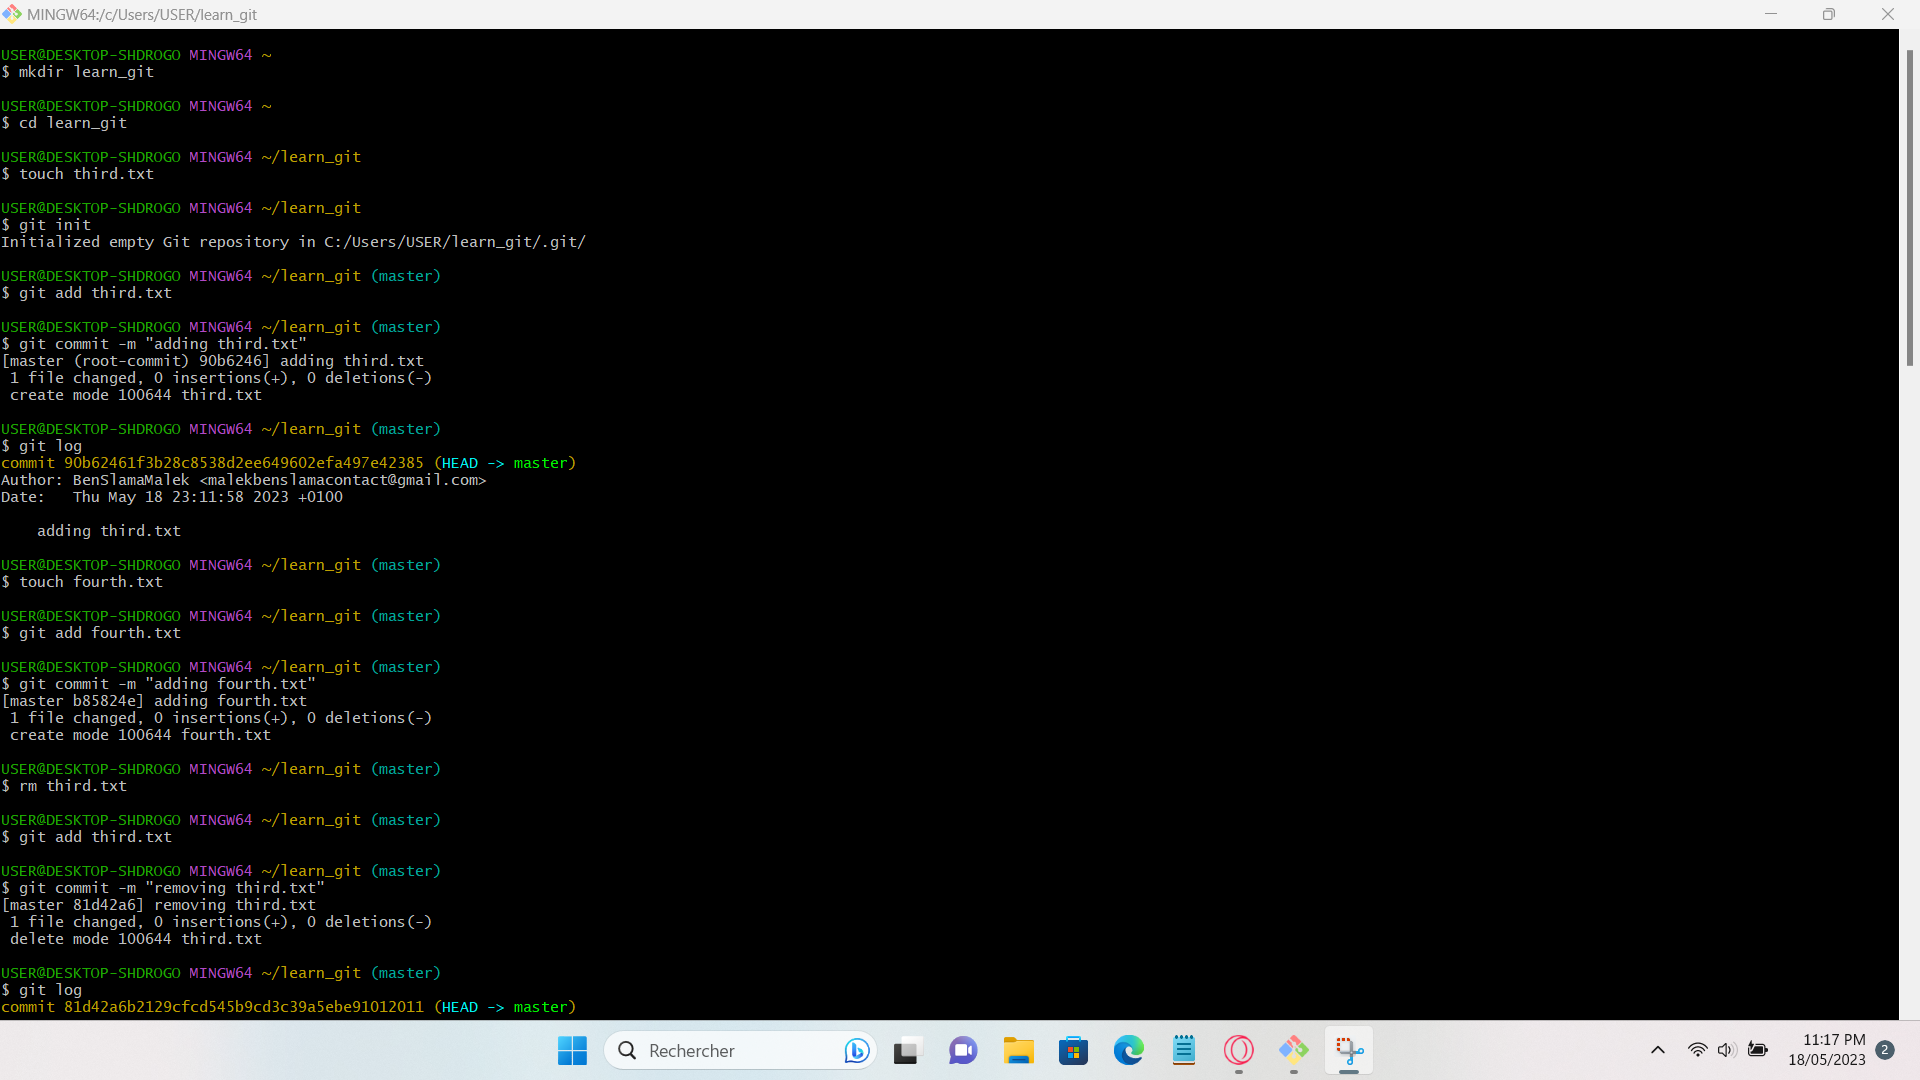 MINGW64:/c/Users/USER/learn_git
USER@DESKTOP-SHDROGO MINGW64 ~
$ mkdir learn_git
USER@DESKTOP-SHDROGO MINGW64 ~
$ cd learn_git
USER@DESKTOP-SHDROGO MINGW64 ~/learn_git
$ touch third.txt
USER@DESKTOP-SHDROGO MINGW64 ~/learn_git
$ git init
Initialized empty Git repository in C:/Users/USER/learn_git/.git/
USER@DESKTOP-SHDROGO MINGW64 ~/learn_git (master)
$ git add third.txt
USER@DESKTOP-SHDROGO MINGW64 ~/learn_git (master)
$ git commit -m "adding third.txt"
[master (root-commit) 90b6246] adding third.txt
 1 file changed, 0 insertions(+), 0 deletions(-)
 create mode 100644 third.txt
USER@DESKTOP-SHDROGO MINGW64 ~/learn_git (master)
$ git log
commit 90b62461f3b28c8538d2ee649602efa497e42385 (HEAD -> master)
Author: BenSlamaMalek <malekbenslamacontact@gmail.com>
Date:   Thu May 18 23:11:58 2023 +0100
    adding third.txt
USER@DESKTOP-SHDROGO MINGW64 ~/learn_git (master)
$ touch fourth.txt
USER@DESKTOP-SHDROGO MINGW64 ~/learn_git (master)
$ git add fourth.txt
USER@DESKTOP-SHDROGO MINGW64 ~/learn_git (master)
$ git commit -m "adding fourth.txt"
[master b85824e] adding fourth.txt
 1 file changed, 0 insertions(+), 0 deletions(-)
 create mode 100644 fourth.txt
USER@DESKTOP-SHDROGO MINGW64 ~/learn_git (master)
$ rm third.txt
USER@DESKTOP-SHDROGO MINGW64 ~/learn_git (master)
$ git add third.txt
USER@DESKTOP-SHDROGO MINGW64 ~/learn_git (master)
$ git commit -m "removing third.txt"
[master 81d42a6] removing third.txt
 1 file changed, 0 insertions(+), 0 deletions(-)
 delete mode 100644 third.txt
USER@DESKTOP-SHDROGO MINGW64 ~/learn_git (master)
$ git log
commit 81d42a6b2129cfcd545b9cd3c39a5ebe91012011 (HEAD -> master)
Rechercher
11:17 PM
18/05/2023
2